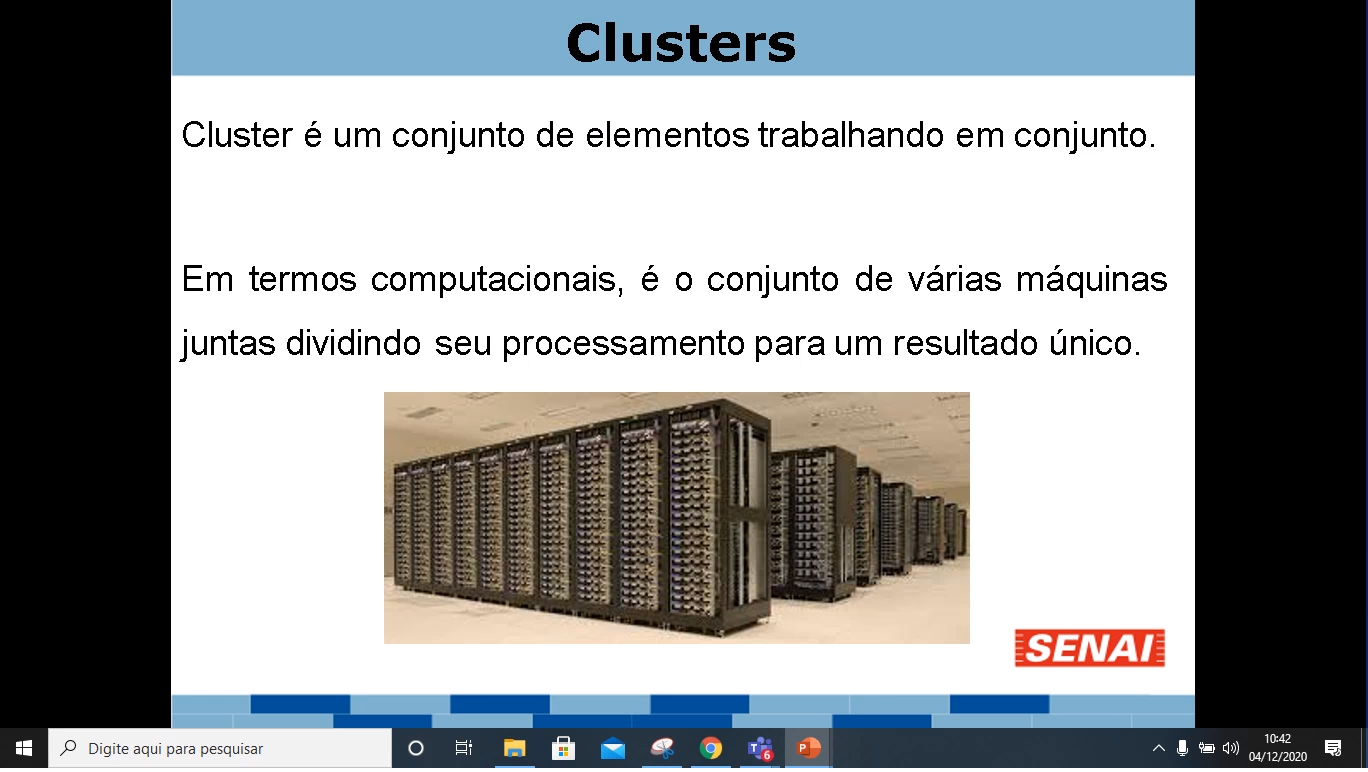 Clusters
Cluster é um conjunto de elementos trabalhando em conjunto.
Em termos computacionais, é o conjunto de várias máquinas
juntas dividindo seu processamento para um resultado único.
SENAI
Digite aqui para pesquisar
6
10:42
04/12/2020